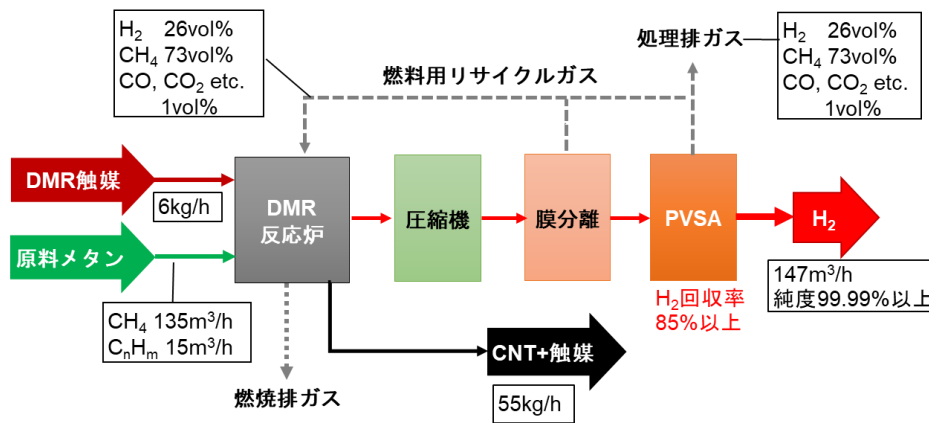 H₂ 26vol%
CH₄ 73vol%
CO, CO₂ etc.
1vol%
処理排ガス
H₂ 26vol%
CH₄ 73vol%
CO, CO₂ etc.
1vol%
燃料用リサイクルガス
DMR触媒
6kg/h
原料メタン
CH₄ 135m³/h
CₙHₘ 15m³/h
DMR
反応炉
圧縮機
膜分離
PVSA
H₂
H₂回収率
85%以上
147m³/h
純度99.99%以上
CNT+触媒
55kg/h
燃焼排ガス